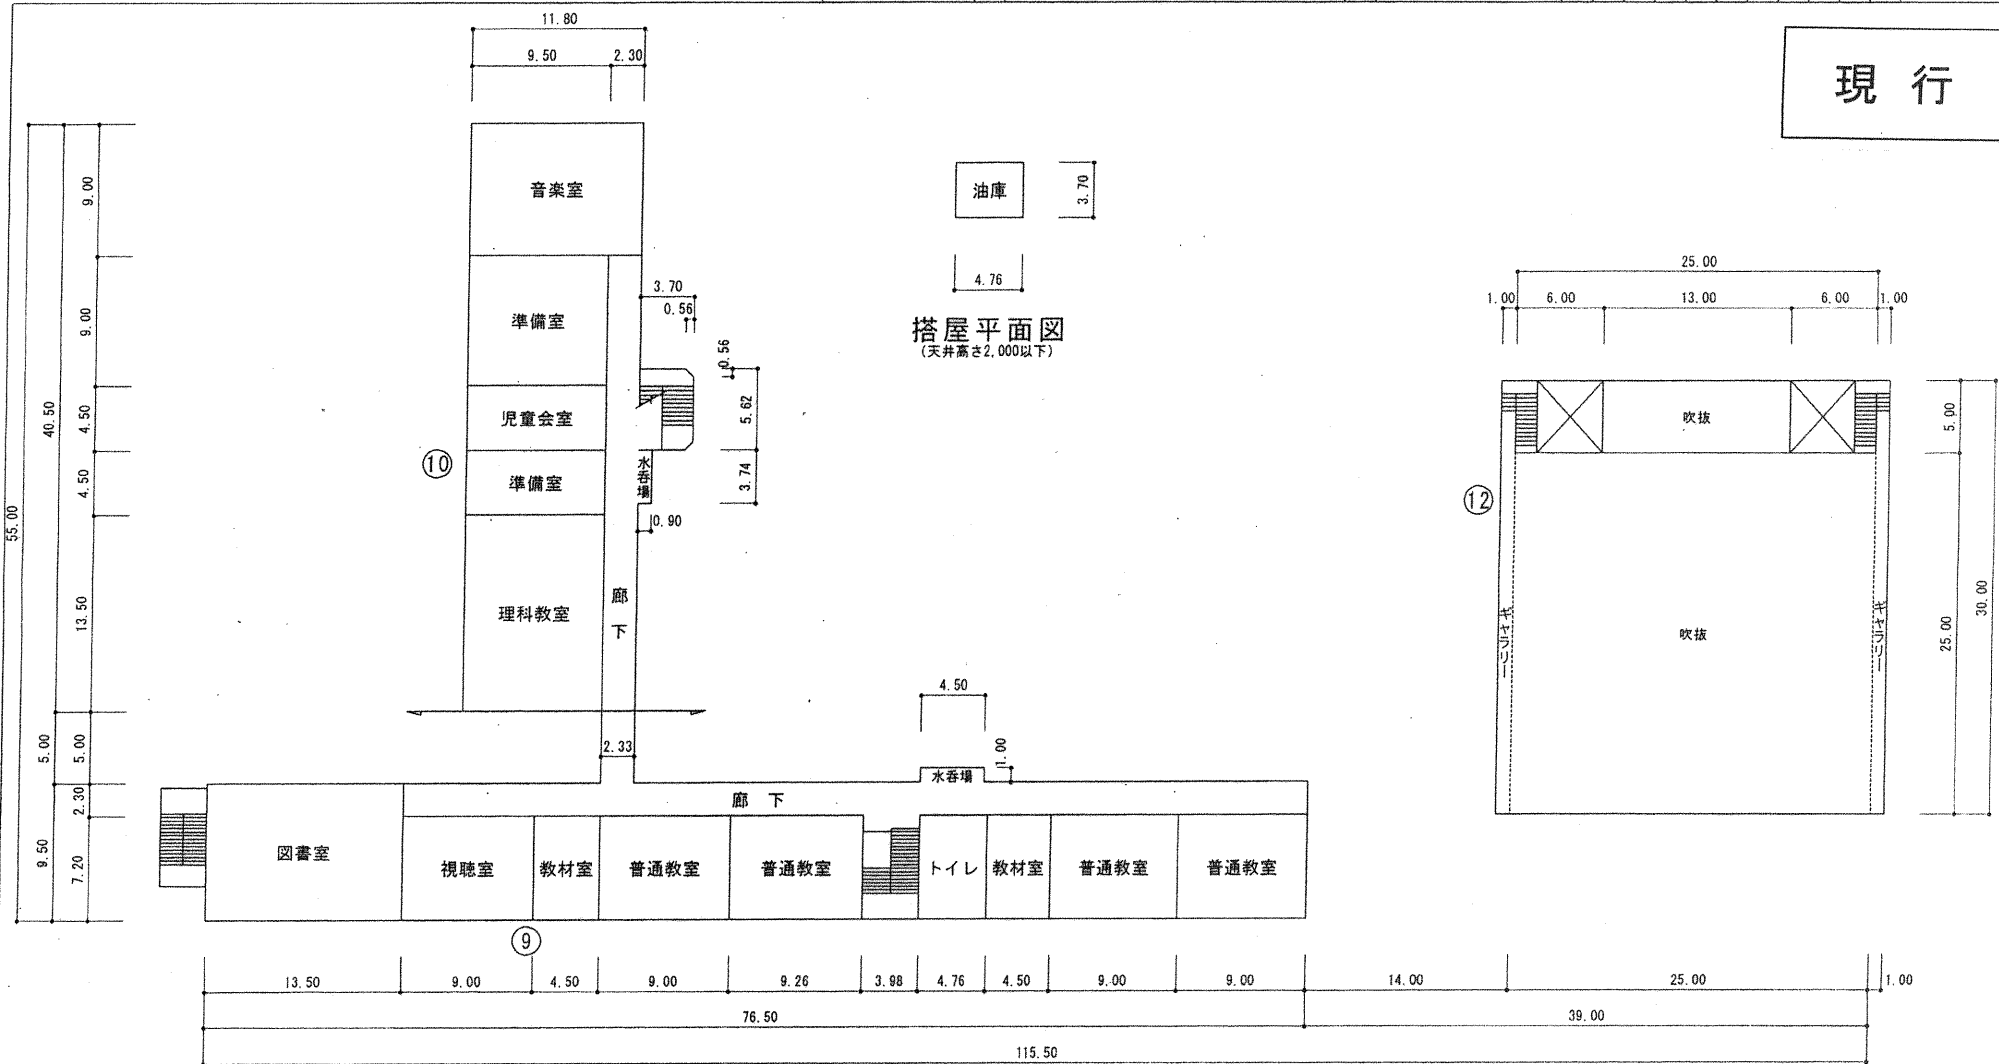 11.80
9.50 2.30
現行
音楽室
油庫
3.70
4.76
搭屋平面図
(天井高さ2,000以下)
準備室
3.70
0.56
0.56
児童会室
5.62
⑩
準備室
水呑場
3.74
0.90
理科教室
廊下
2.33
9.00
9.00
4.50
4.50
13.50
5.00
2.30
7.20
40.50
5.00
9.50
55.00
4.50
1.00
水呑場
廊下
図書室
視聴室
教材室
普通教室
普通教室
トイレ
教材室
普通教室
普通教室
⑨
25.00
1.00 6.00 13.00 6.00 1.00
吹抜
5.00
⑫
ギャラリー
吹抜
ギャラリー
25.00
30.00
13.50 9.00 4.50 9.00 9.26 3.98 4.76 4.50 9.00 9.00 14.00 25.00 1.00
76.50 39.00
115.50